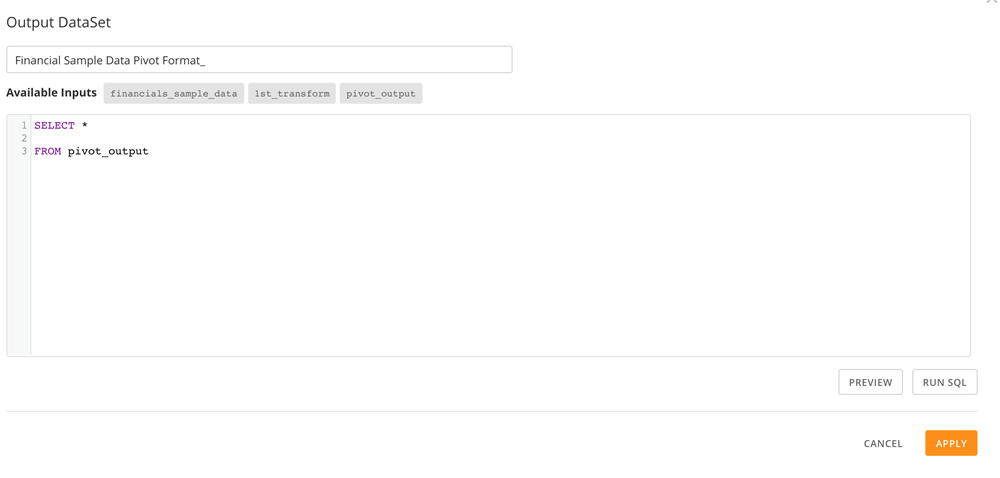 Output DataSet
Financial Sample Data Pivot Format_
Available Inputs financials_sample_data 1st_transform pivot_output
1 SELECT *
2
3 FROM pivot_output
PREVIEW RUN SQL
CANCEL APPLY